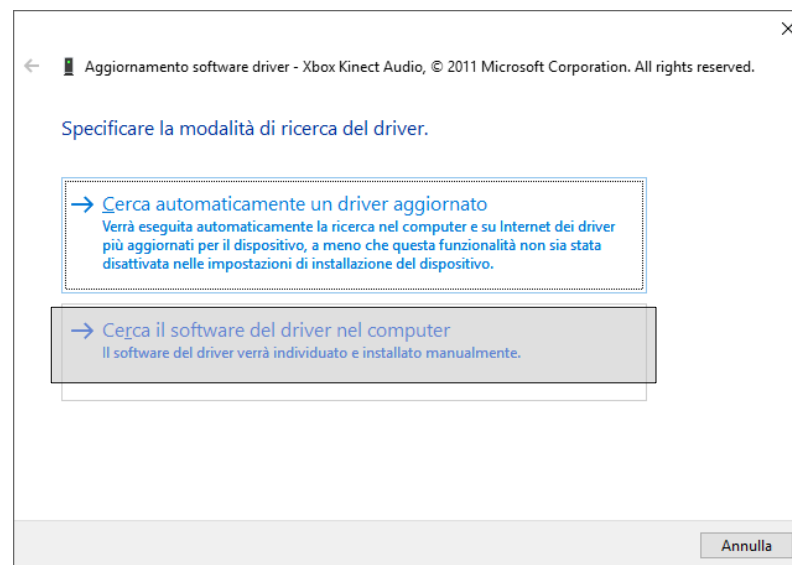 Aggiornamento software driver - Xbox Kinect Audio, © 2011 Microsoft Corporation. All rights reserved.
Specificare la modalità di ricerca del driver.
Cerca automaticamente un driver aggiornato
Verrà eseguita automaticamente la ricerca nel computer e su Internet dei driver
più aggiornati per il dispositivo, a meno che questa funzionalità non sia stata
disattivata nelle impostazioni di installazione del dispositivo.
Cerca il software del driver nel computer
Il software del driver verrà individuato e installato manualmente.
Annulla